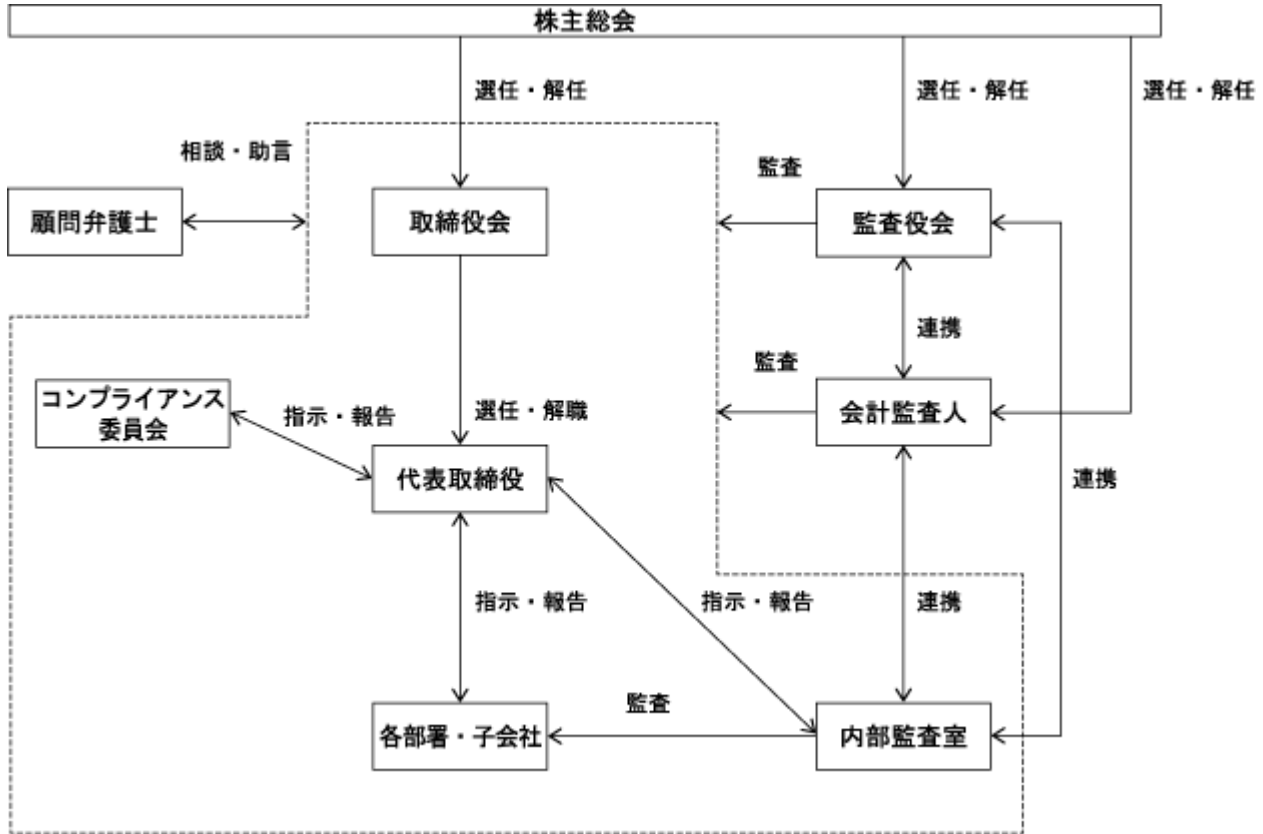 株主総会
選任・解任
選任・解任
選任・解任
相談・助言
監査
顧問弁護士
取締役会
監査役会
連携
監査
コンプライアンス
委員会
指示・報告
選任・解職
会計監査人
代表取締役
連携
指示・報告
指示・報告
連携
監査
各部署・子会社
内部監査室